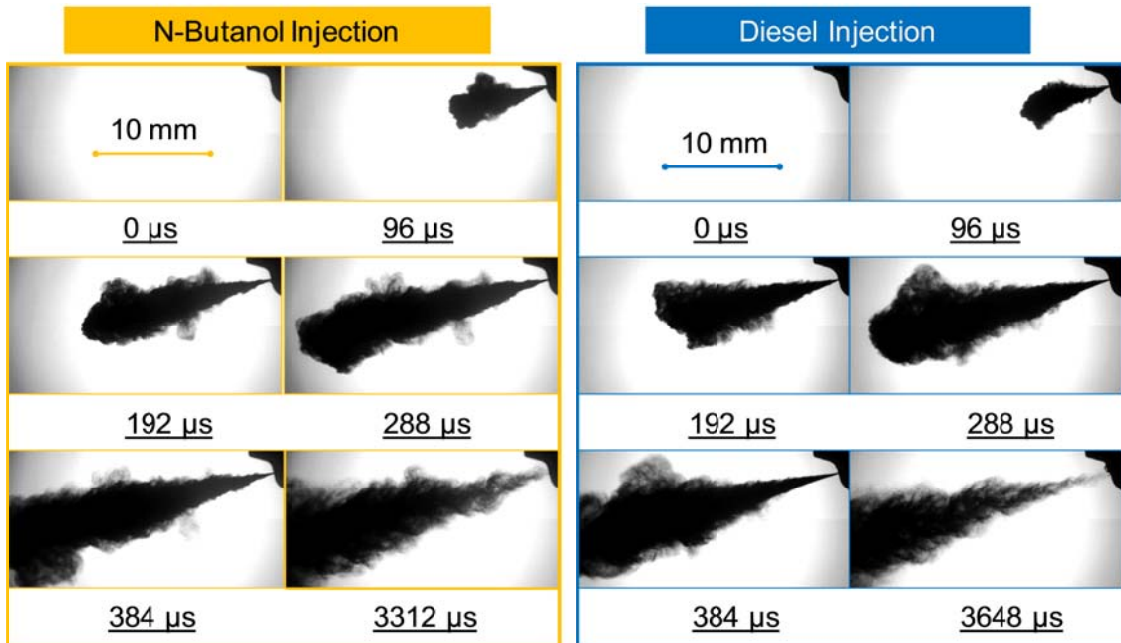 N-Butanol Injection
10 mm
0 µs
96 µs
192 µs
288 µs
384 µs
3312 µs
Diesel Injection
10 mm
0 µs
96 µs
192 µs
288 µs
384 µs
3648 µs